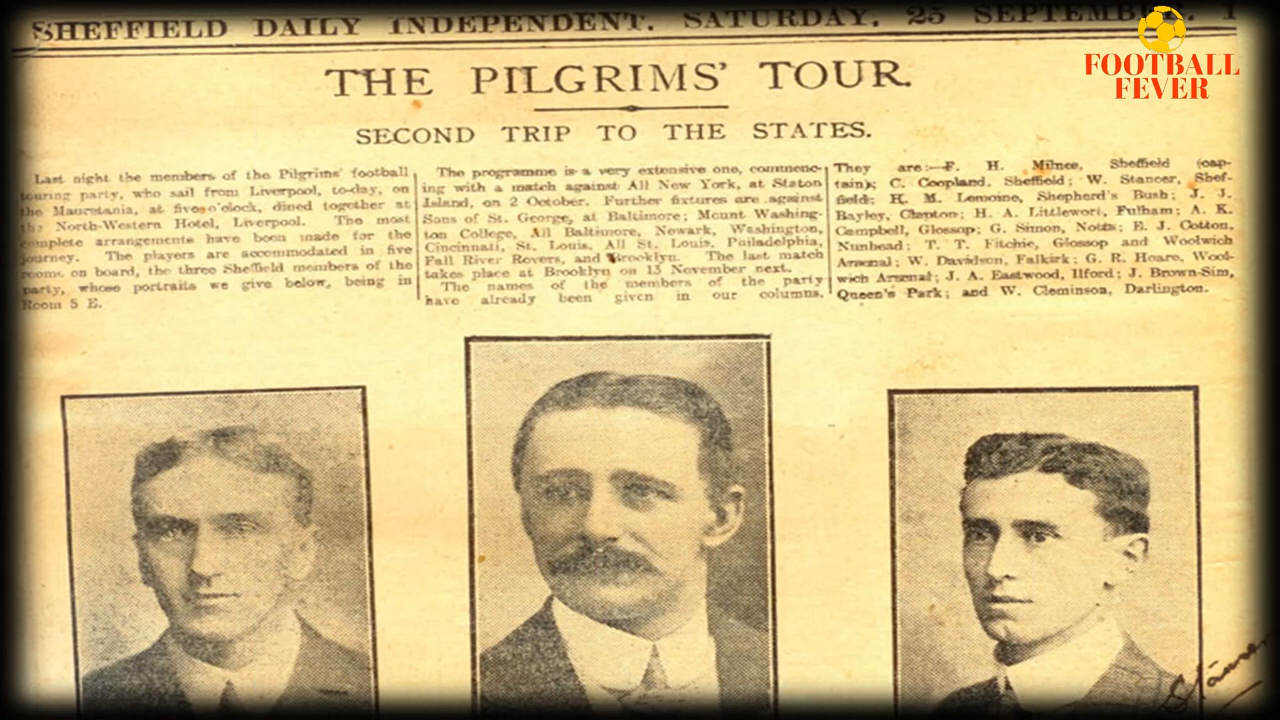 SHEFFIELD DAILY INDEPENDENT. SATURDAY, 25 SEPTEMBER. 1
FOOTBALL
FEVER
THE PILGRIMS' TOUR.
SECOND TRIP TO THE STATES.
Last night the members of the Pilgrims' football
touring party, who sail from Liverpool, to-day, on
the Mauretania, at five o'clock, dined together at
the North-Western Hotel, Liverpool. The most
complete arrangements have been made for the
journey. The players are accommodated in five
rooms on board, the three Sheffield members of the
party, whose portraits we give below, being in
Room 5 E.
The programme is a very extensive one, commenc-
ing with a match against All New York, at Staton
Island, on 2 October. Further fixtures are against
Sons of St. George, at Baltimore; Mount Washing-
ton College, All Baltimore, Newark, Washington,
Cincinnati, St. Louis, All St. Louis, Philadelphia,
Fall River Rovers, and Brooklyn. The last match
takes place at Brooklyn on 13 November next.
The names of the members of the party
have already been given in our columns.
They are:—F. H. Milnes, Sheffield (cap-
tain); C. Coopland, Sheffield; W. Stancer, Shef-
field; H. M. Lemoine, Shepherd's Bush; J. J.
Bayley, Clapton; H. A. Littlewort, Fulham; A. K.
Campbell, Glossop; G. Simon, Notts; E. J. Cotton,
Nunhead; T. T. Fitchie, Glossop and Woolwich
Arsenal; W. Davidson, Falkirk; G. R. Hoare, Wool-
wich Arsenal; J. A. Eastwood, Ilford; J. Brown-Sim,
Queen's Park; and W. Cleminson, Darlington.